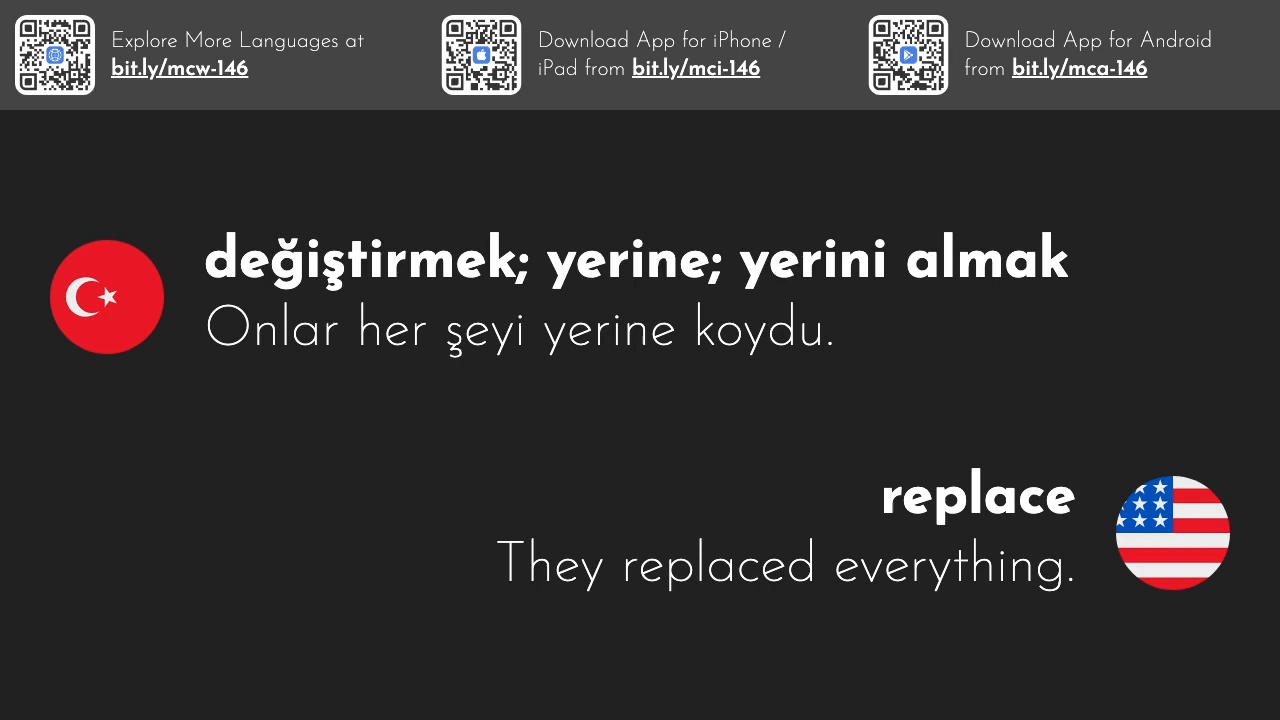 Explore More Languages at
bit.ly/mcw-146
Download App for iPhone /
iPad from bit.ly/mci-146
Download App for Android
from bit.ly/mca-146
değiştirmek; yerine; yerini almak
Onlar her şeyi yerine koydu.
replace
They replaced everything.